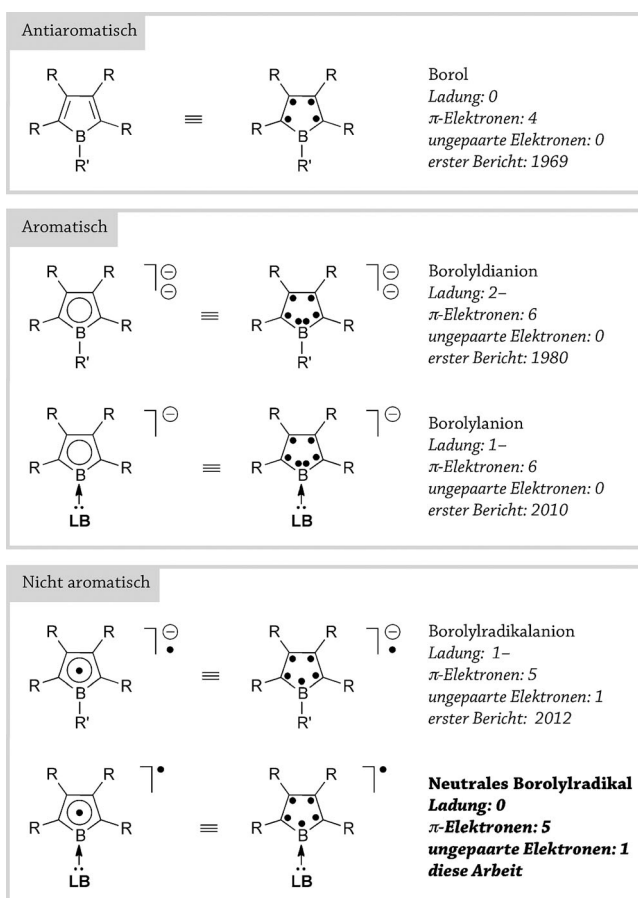 Antiaromatisch
R R
R B R
R'
≡
R R
R B R
R'
Borol
Ladung: 0
π-Elektronen: 4
ungepaarte Elektronen: 0
erster Bericht: 1969
Aromatisch
R R ⊖
⊖
R B R
R'
≡
R R ⊖
⊖
R B R
R'
Borolyldianion
Ladung: 2–
π-Elektronen: 6
ungepaarte Elektronen: 0
erster Bericht: 1980
R R ⊖
R B R
LB
≡
R R ⊖
R B R
LB
Borolylanion
Ladung: 1–
π-Elektronen: 6
ungepaarte Elektronen: 0
erster Bericht: 2010
Nicht aromatisch
R R ⊖
•
R B R
R'
≡
R R ⊖
•
R B R
R'
Borolylradikalanion
Ladung: 1–
π-Elektronen: 5
ungepaarte Elektronen: 1
erster Bericht: 2012
R R •
R B R
LB
≡
R R •
R B R
LB
Neutrales Borolylradikal
Ladung: 0
π-Elektronen: 5
ungepaarte Elektronen: 1
diese Arbeit